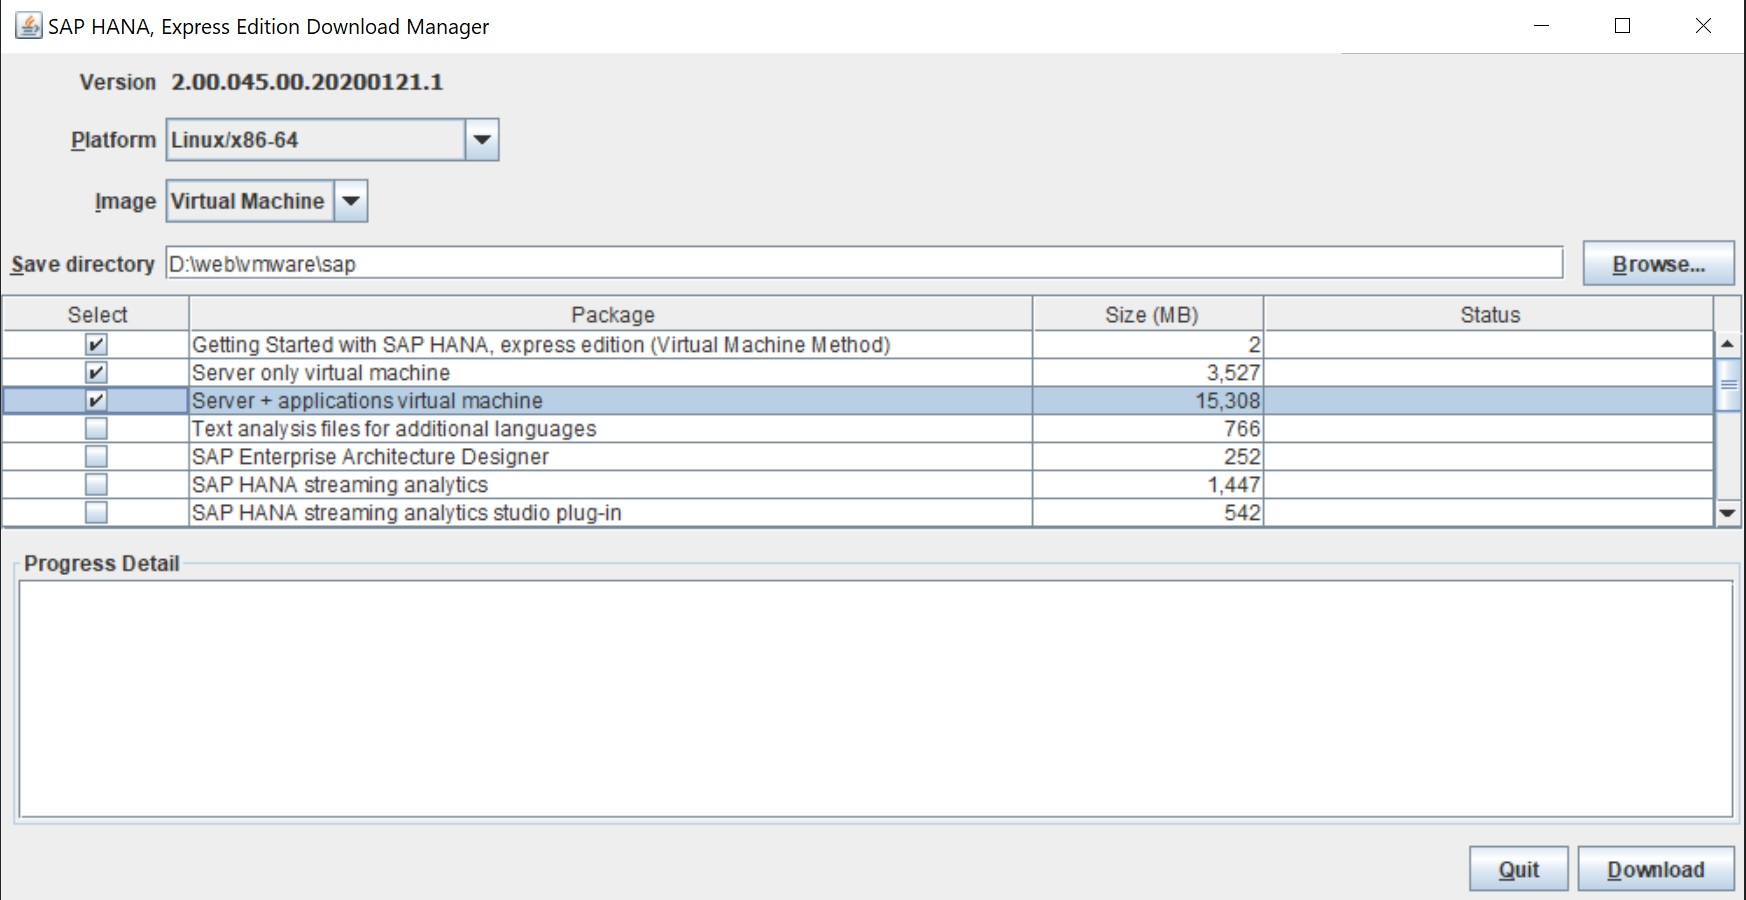 SAP HANA, Express Edition Download Manager
Version 2.00.045.00.20200121.1
Platform Linux/x86-64
Image Virtual Machine
Save directory D:\web\vmware\sap Browse...
Select Package Size (MB) Status
Getting Started with SAP HANA, express edition (Virtual Machine Method) 2
Server only virtual machine 3,527
Server + applications virtual machine 15,308
Text analysis files for additional languages 766
SAP Enterprise Architecture Designer 252
SAP HANA streaming analytics 1,447
SAP HANA streaming analytics studio plug-in 542
Progress Detail
Quit Download